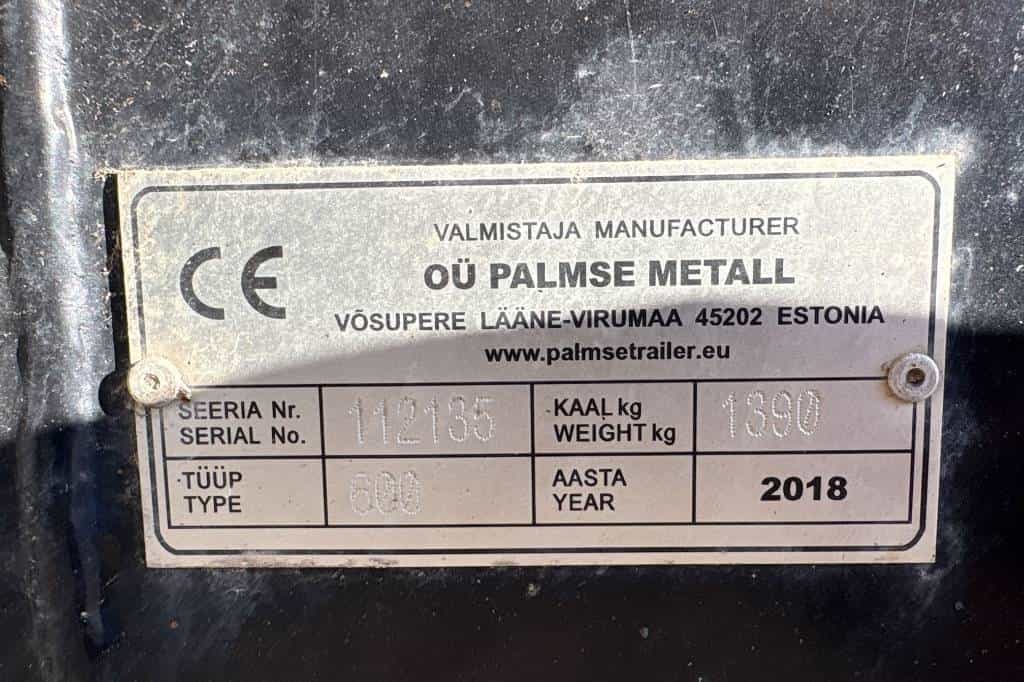 CE
VALMISTAJA MANUFACTURER
OÜ PALMSE METALL
VÕSUPERE LÄÄNE-VIRUMAA 45202 ESTONIA
www.palmsetrailer.eu
SEERIA Nr.
SERIAL No.
112135
KAAL kg
WEIGHT kg
1390
TÜÜP
TYPE
600
AASTA
YEAR
2018